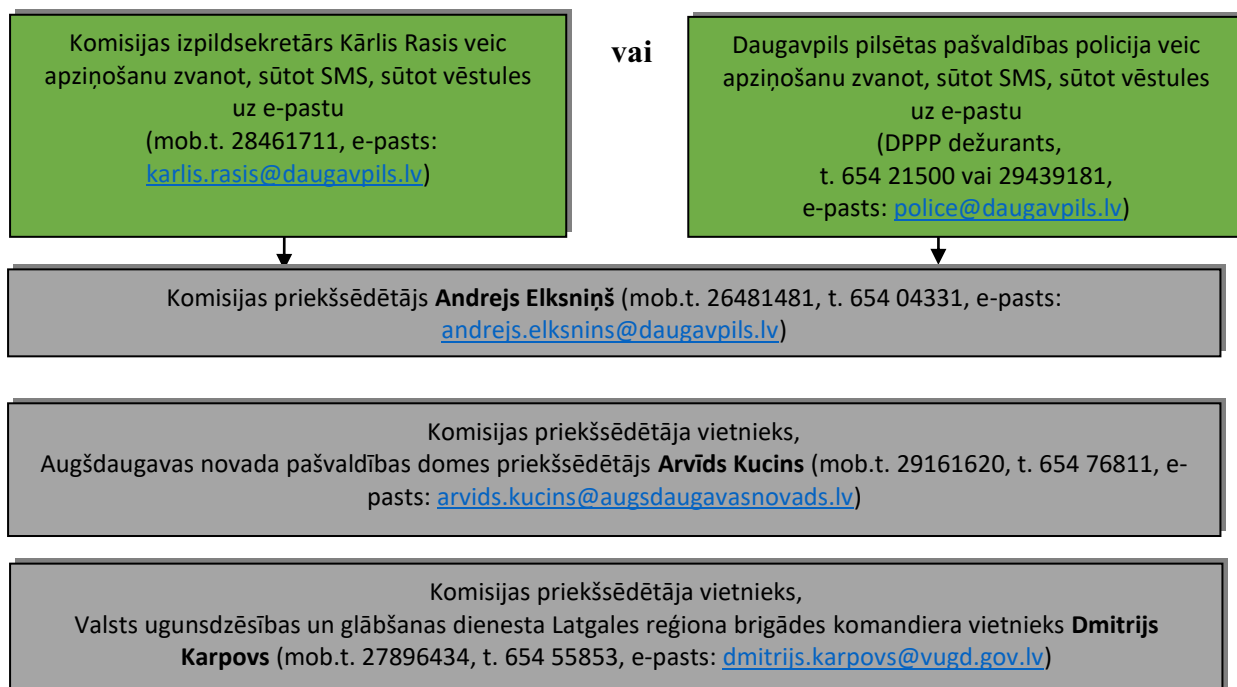 Komisijas izpildsekretārs Kārlis Rasis veic
apziņošanu zvanot, sūtot SMS, sūtot vēstules
uz e-pastu
(mob.t. 28461711, e-pasts:
karlis.rasis@daugavpils.lv)
vai
Daugavpils pilsētas pašvaldības policija veic
apziņošanu zvanot, sūtot SMS, sūtot vēstules
uz e-pastu
(DPPP dežurants,
t. 654 21500 vai 29439181,
e-pasts: police@daugavpils.lv)
Komisijas priekšsēdētājs Andrejs Elksniņš (mob.t. 26481481, t. 654 04331, e-pasts:
andrejs.elksnins@daugavpils.lv)
Komisijas priekšsēdētāja vietnieks,
Augšdaugavas novada pašvaldības domes priekšsēdētājs Arvīds Kucins (mob.t. 29161620, t. 654 76811, e-
pasts: arvids.kucins@augsdaugavasnovads.lv)
Komisijas priekšsēdētāja vietnieks,
Valsts ugunsdzēsības un glābšanas dienesta Latgales reģiona brigādes komandiera vietnieks Dmitrijs
Karpovs (mob.t. 27896434, t. 654 55853, e-pasts: dmitrijs.karpovs@vugd.gov.lv)